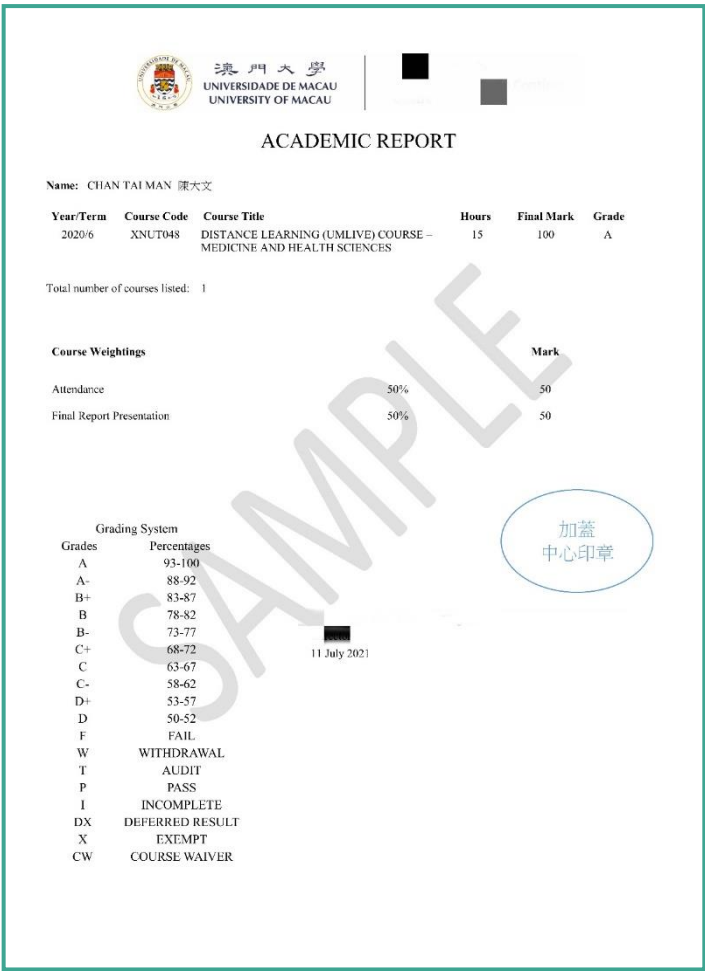 澳門大學
UNIVERSIDADE DE MACAU
UNIVERSITY OF MACAU
ACADEMIC REPORT
Name: CHAN TAI MAN 陳大文
Year/Term Course Code Course Title Hours Final Mark Grade
2020/6 XNUT048 DISTANCE LEARNING (UMLIVE) COURSE – 15 100 A
MEDICINE AND HEALTH SCIENCES
Total number of courses listed: 1
Course Weightings Mark
Attendance 50% 50
Final Report Presentation 50% 50
SAMPLE
加蓋
中心印章
Grading System
Grades Percentages
A 93-100
A- 88-92
B+ 83-87
B 78-82
B- 73-77
C+ 68-72
11 July 2021
C 63-67
C- 58-62
D+ 53-57
D 50-52
F FAIL
W WITHDRAWAL
T AUDIT
P PASS
I INCOMPLETE
DX DEFERRED RESULT
X EXEMPT
CW COURSE WAIVER